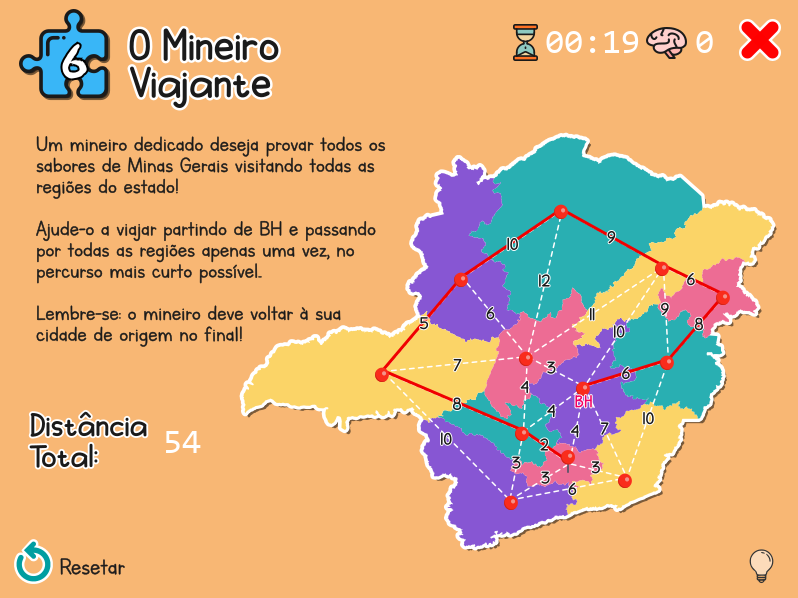 6
O Mineiro
Viajante
00:19
0
Um mineiro dedicado deseja provar todos os
sabores de Minas Gerais visitando todas as
regiões do estado!
Ajude-o a viajar partindo de BH e passando
por todas as regiões apenas uma vez, no
percurso mais curto possível.
Lembre-se: o mineiro deve voltar à sua
cidade de origem no final!
10
9
12
6
5
6
11
9
8
10
7
3
6
4
8
BH
4
10
4
7
10
2
3
3
3
6
Distância
Total:
54
Resetar